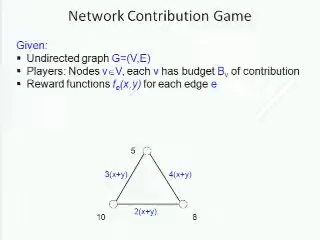 Network Contribution Game
Given:
▪ Undirected graph G=(V,E)
▪ Players: Nodes v∈V, each v has budget Bv of contribution
▪ Reward functions fe(x,y) for each edge e
5
3(x+y) 4(x+y)
2(x+y)
10 8